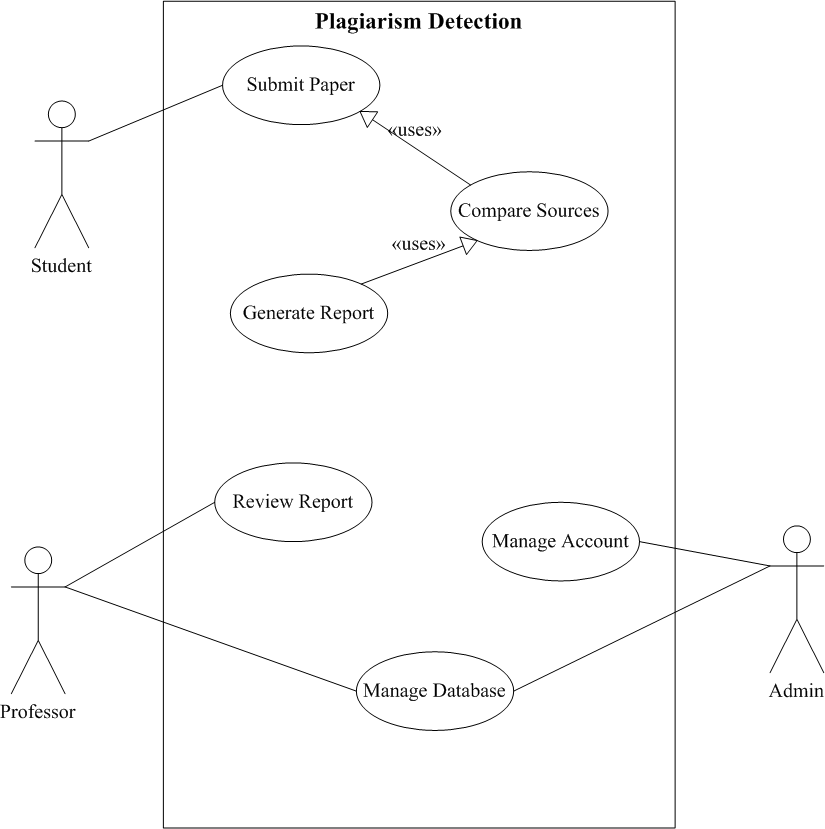 Plagiarism Detection
Submit Paper
«uses»
Compare Sources
«uses»
Student
Generate Report
Review Report
Manage Account
Manage Database
Admin
Professor